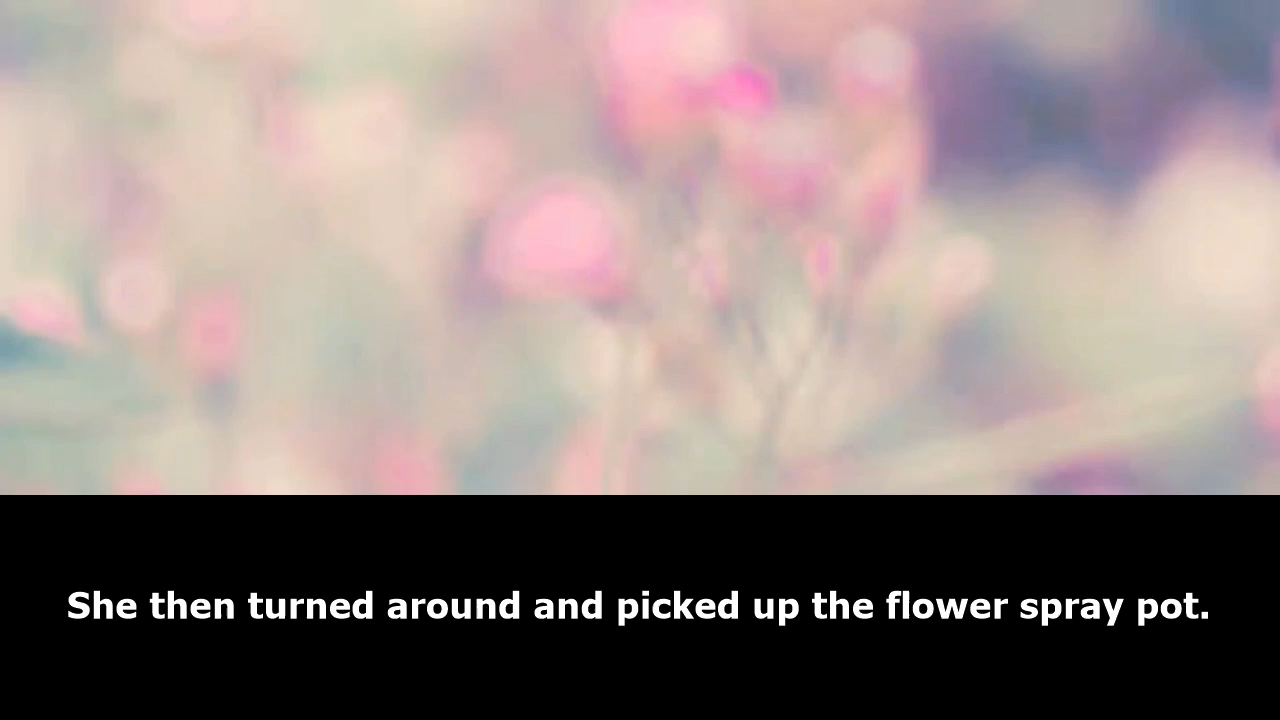 She then turned around and picked up the flower spray pot.